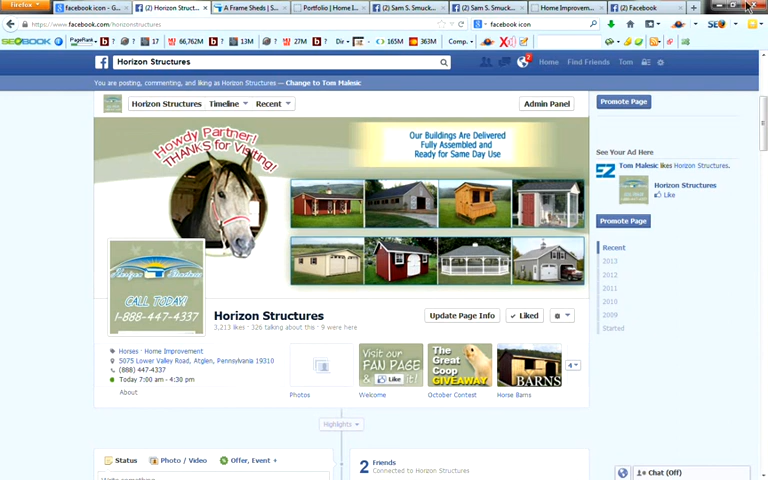 Firefox
facebook icon - G...
(2) Horizon Struct...
A Frame Sheds | S...
Portfolio | Home I...
(2) Sam S. Smuck...
(2) Sam S. Smuck...
Home Improvem...
(2) Facebook
https://www.facebook.com/horizonstructures
facebook icon
SEOBOOK
PageRank
17
66,762M
13M
27M
Dir
165M
363M
Comp.
SEO
Horizon Structures
2
Home
Find Friends
Tom
You are posting, commenting, and liking as Horizon Structures — Change to Tom Malesic
Horizon Structures
Timeline
Recent
Admin Panel
Promote Page
Howdy Partner!
THANKS for Visiting!
Our Buildings Are Delivered
Fully Assembled and
Ready for Same Day Use
See Your Ad Here
EZ
Tom Malesic likes Horizon Structures.
Horizon Structures
Like
Promote Page
Recent
2013
2012
2011
2010
2009
Started
Horizon Structures
CALL TODAY!
1-888-447-4337
Horizon Structures
3,213 likes · 326 talking about this · 9 were here
Update Page Info
Liked
Horses · Home Improvement
5075 Lower Valley Road, Atglen, Pennsylvania 19310
(888) 447-4337
Today 7:00 am - 4:30 pm
About
Photos
Visit our
FAN PAGE
& Like it!
Welcome
The
Great
Coop
GIVEAWAY
October Contest
BARNS
Horse Barns
4
Highlights
Status
Photo / Video
Offer, Event +
Write something...
2
Friends
Connected to Horizon Structures
Chat (Off)